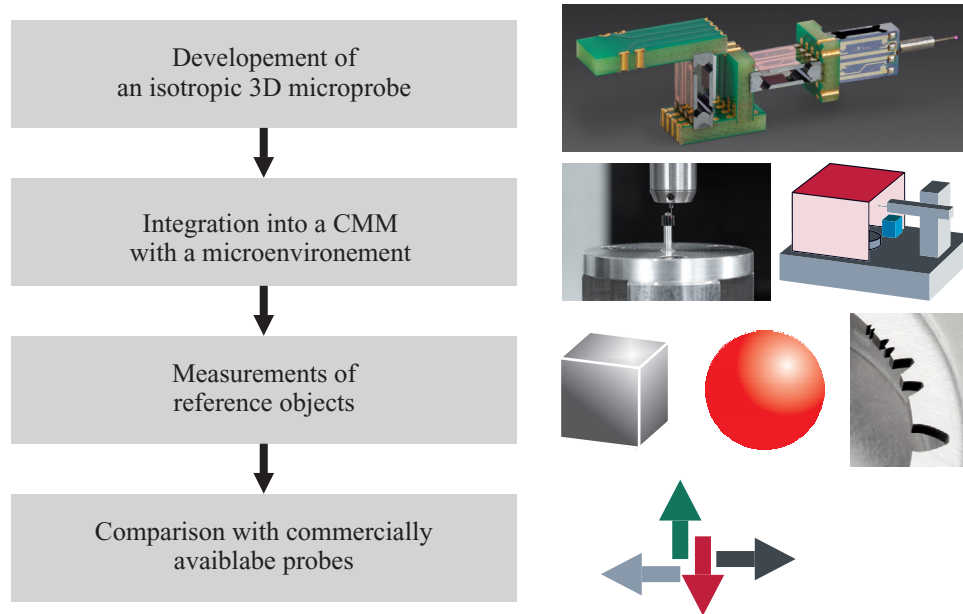 Developement of
an isotropic 3D microprobe
Integration into a CMM
with a microenvironement
Measurements of
reference objects
Comparison with commercially
avaiblabe probes